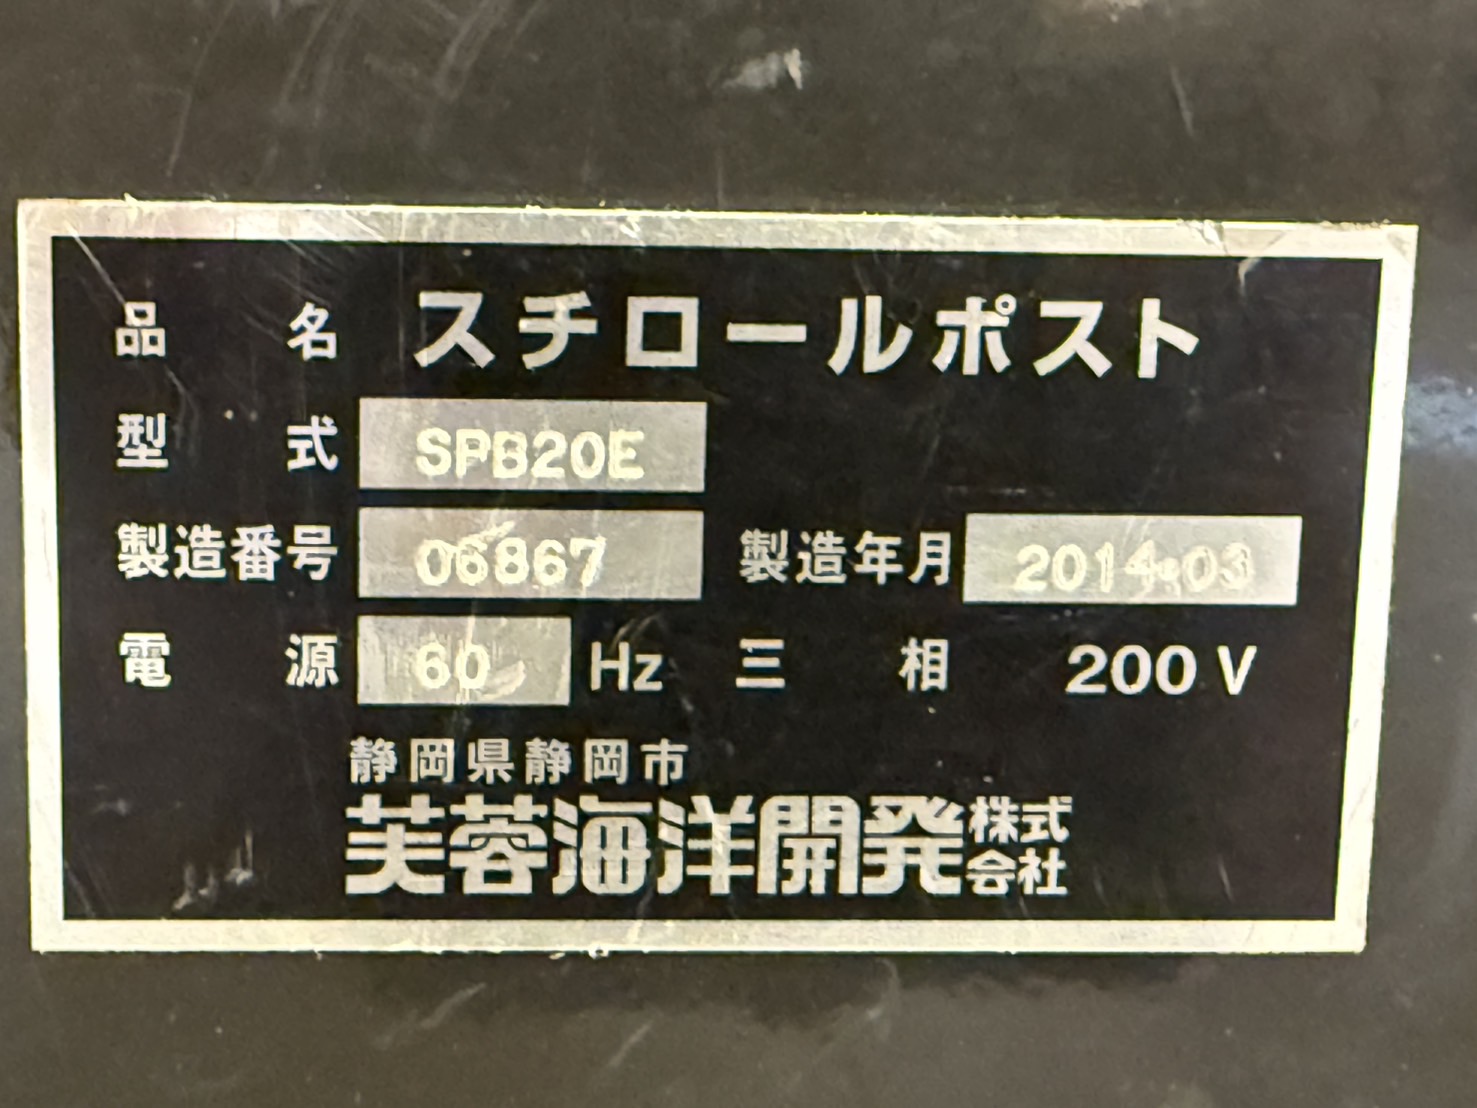 品名 スチロールポスト
型式 SPB20E
製造番号 06867 製造年月 2014.03
電源 60 Hz 三相 200V
静岡県静岡市
芙蓉海洋開発株式会社